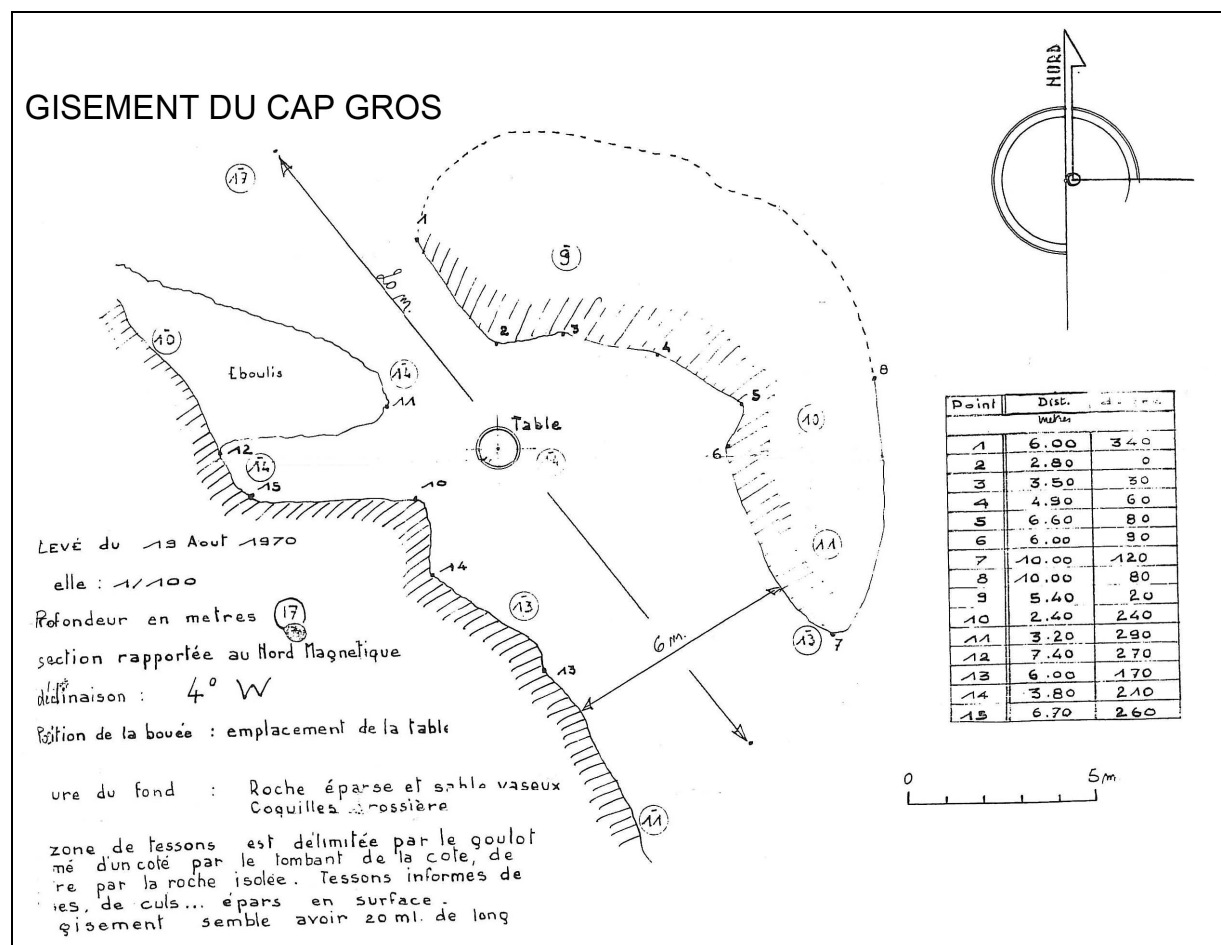 GISEMENT DU CAP GROS
NORD
17
1
9
20 m.
2
3
10
4
8
Eboulis
14
11
5
10
Table
6
12
14
14
15
10
11
14
13
6 m.
13
7
13
11
LEVÉ du 19 Aout 1970
elle : 1/100
Profondeur en metres 17
section rapportée au Nord Magnetique
déclinaison : 4° W
Position de la bouée : emplacement de la table
ure du fond : Roche éparse et sable vaseux
Coquilles
zone de tessons est délimitée par le goulot
mé d'un coté par le tombant de la cote, de
re par la roche isolée. Tessons informes de
es, de culs... épars en surface.
gisement semble avoir 20 ml. de long
Point Dist.
metres
1 6.00 340
2 2.80 0
3 3.50 30
4 4.90 60
5 6.60 80
6 6.00 90
7 10.00 120
8 10.00 80
9 5.40 20
10 2.40 240
11 3.20 290
12 7.40 270
13 6.00 170
14 3.80 210
15 6.70 260
0 5m